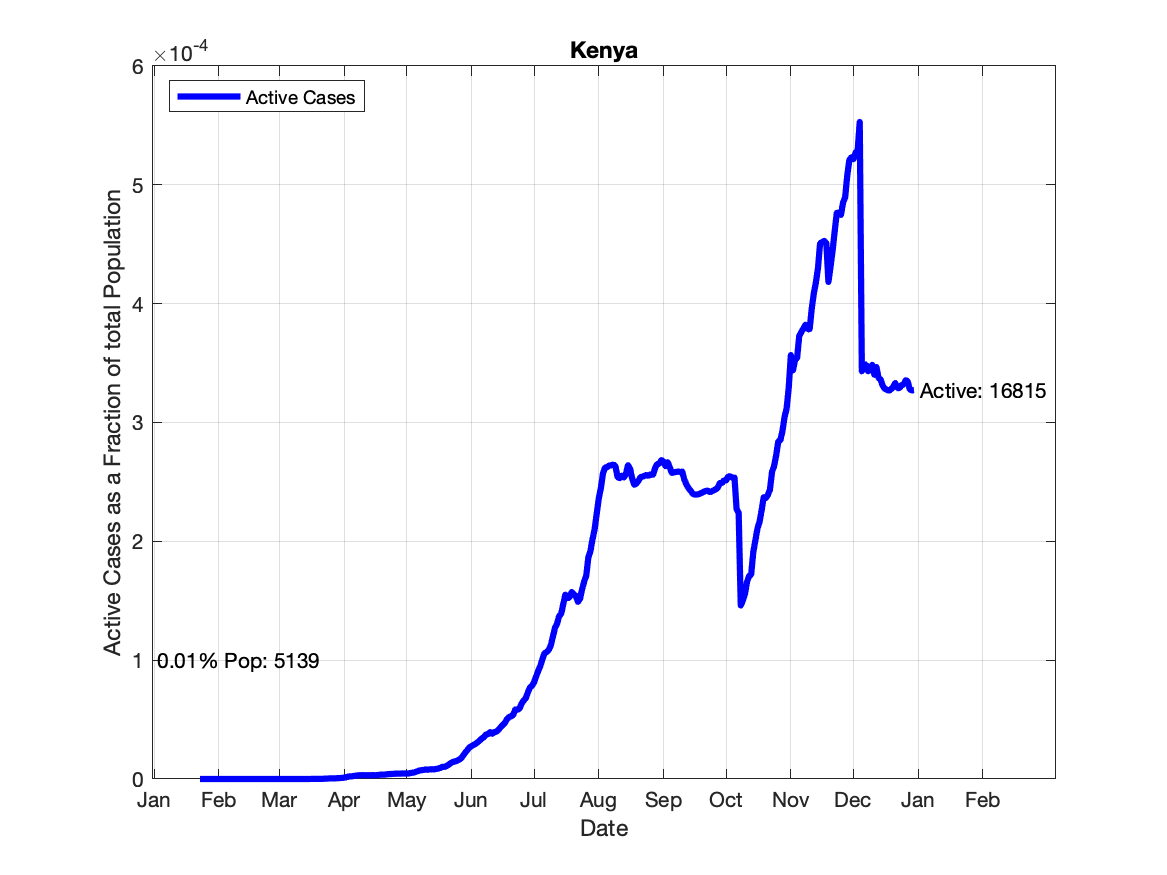 Kenya
×10-4
6
5
4
3
2
1
0
Active Cases as a Fraction of total Population
Active Cases
Active: 16815
0.01% Pop: 5139
Jan Feb Mar Apr May Jun Jul Aug Sep Oct Nov Dec Jan Feb
Date